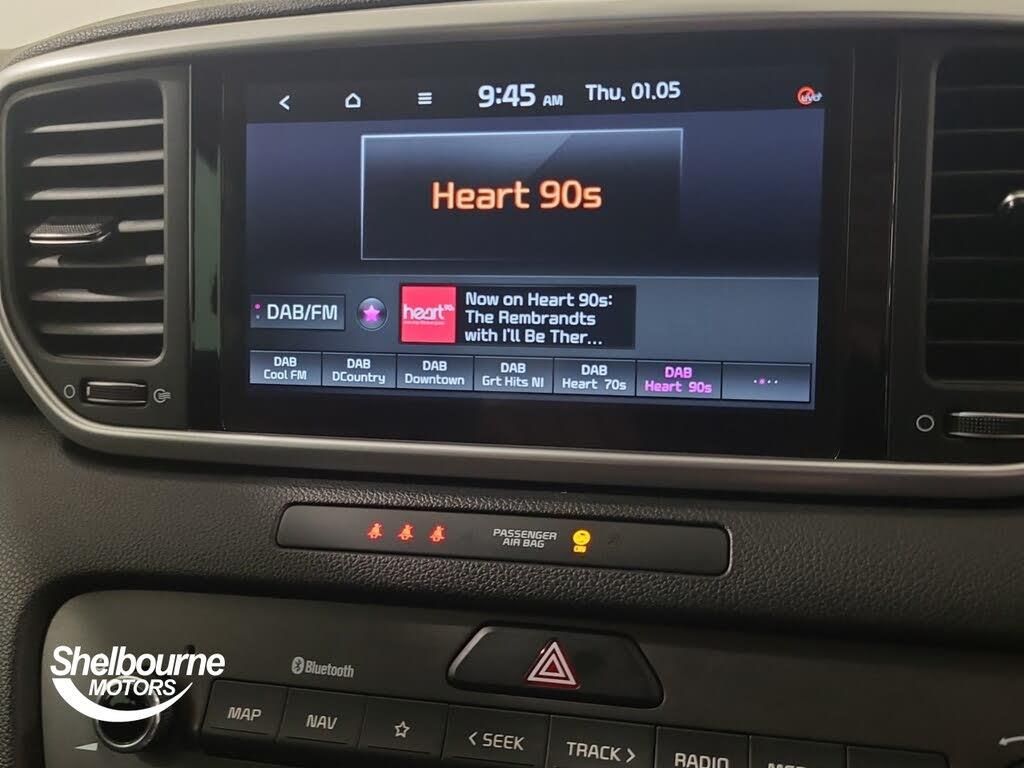 9:45 AM Thu, 01.05
UVO
Heart 90s
DAB/FM
heart 90s
Now on Heart 90s:
The Rembrandts
with I'll Be Ther...
DAB
Cool FM
DAB
DCountry
DAB
Downtown
DAB
Grt Hits NI
DAB
Heart 70s
DAB
Heart 90s
PASSENGER
AIR BAG
ON
Shelbourne
MOTORS
Bluetooth
MAP
NAV
< SEEK
TRACK >
RADIO